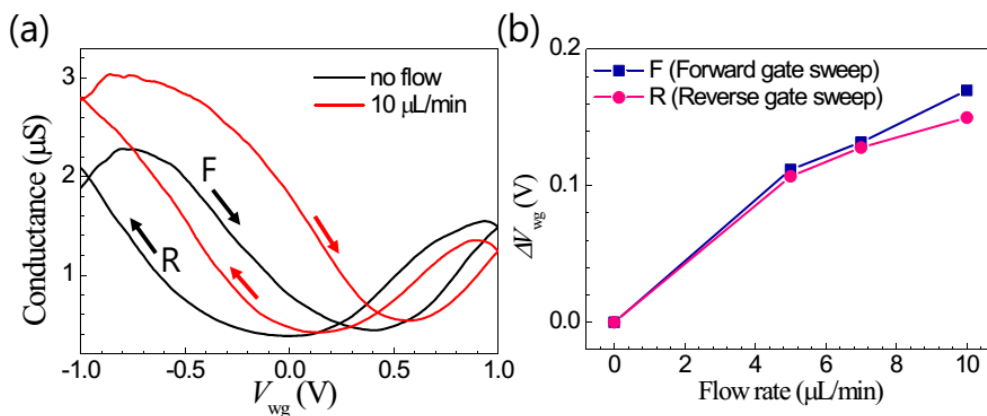 (a)
Conductance (μS)
3
2
1
no flow
10 μL/min
F
R
-1.0
-0.5
0.0
0.5
1.0
Vwg (V)
(b)
ΔVwg (V)
0.2
0.1
0.0
F (Forward gate sweep)
R (Reverse gate sweep)
0
2
4
6
8
10
Flow rate (μL/min)